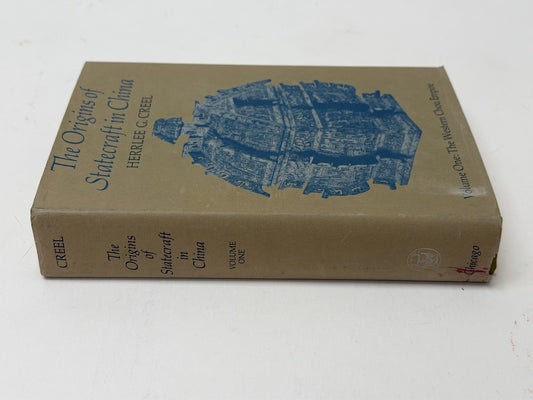 The Origins of
Statecraft in China
HERRLEE G. CREEL
Volume One: The Western Chou Empire
CREEL
The
Origins
of
Statecraft
in
China
VOLUME
ONE
Chicago